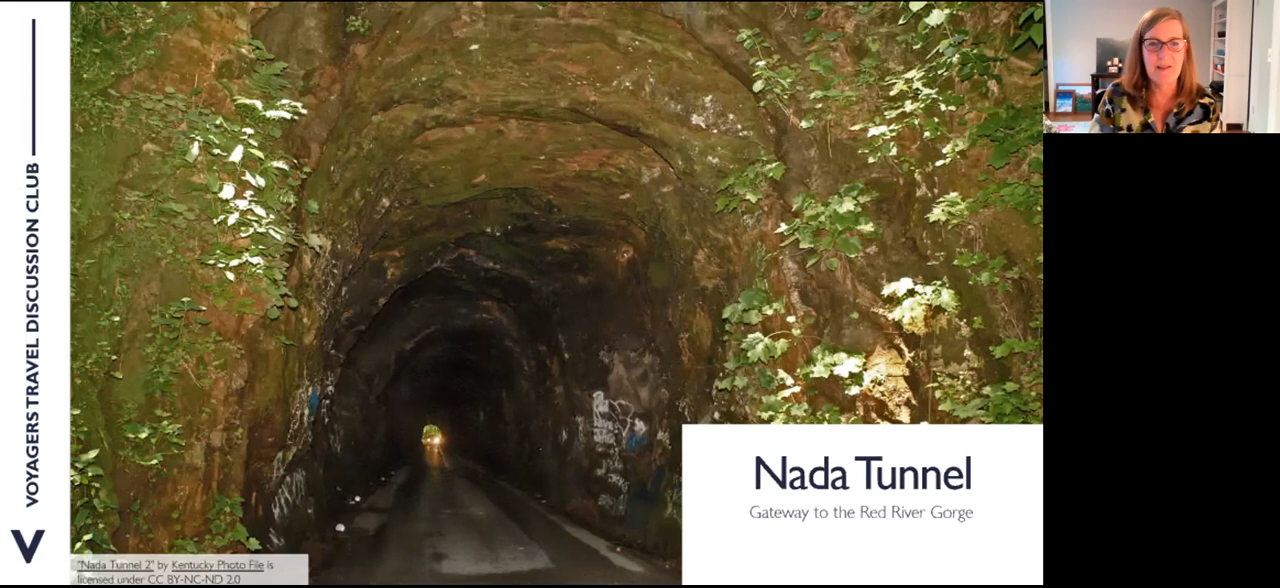 VOYAGERS TRAVEL DISCUSSION CLUB
V
Nada Tunnel
Gateway to the Red River Gorge
"Nada Tunnel 2" by Kentucky Photo File is
licensed under CC BY-NC-ND 2.0